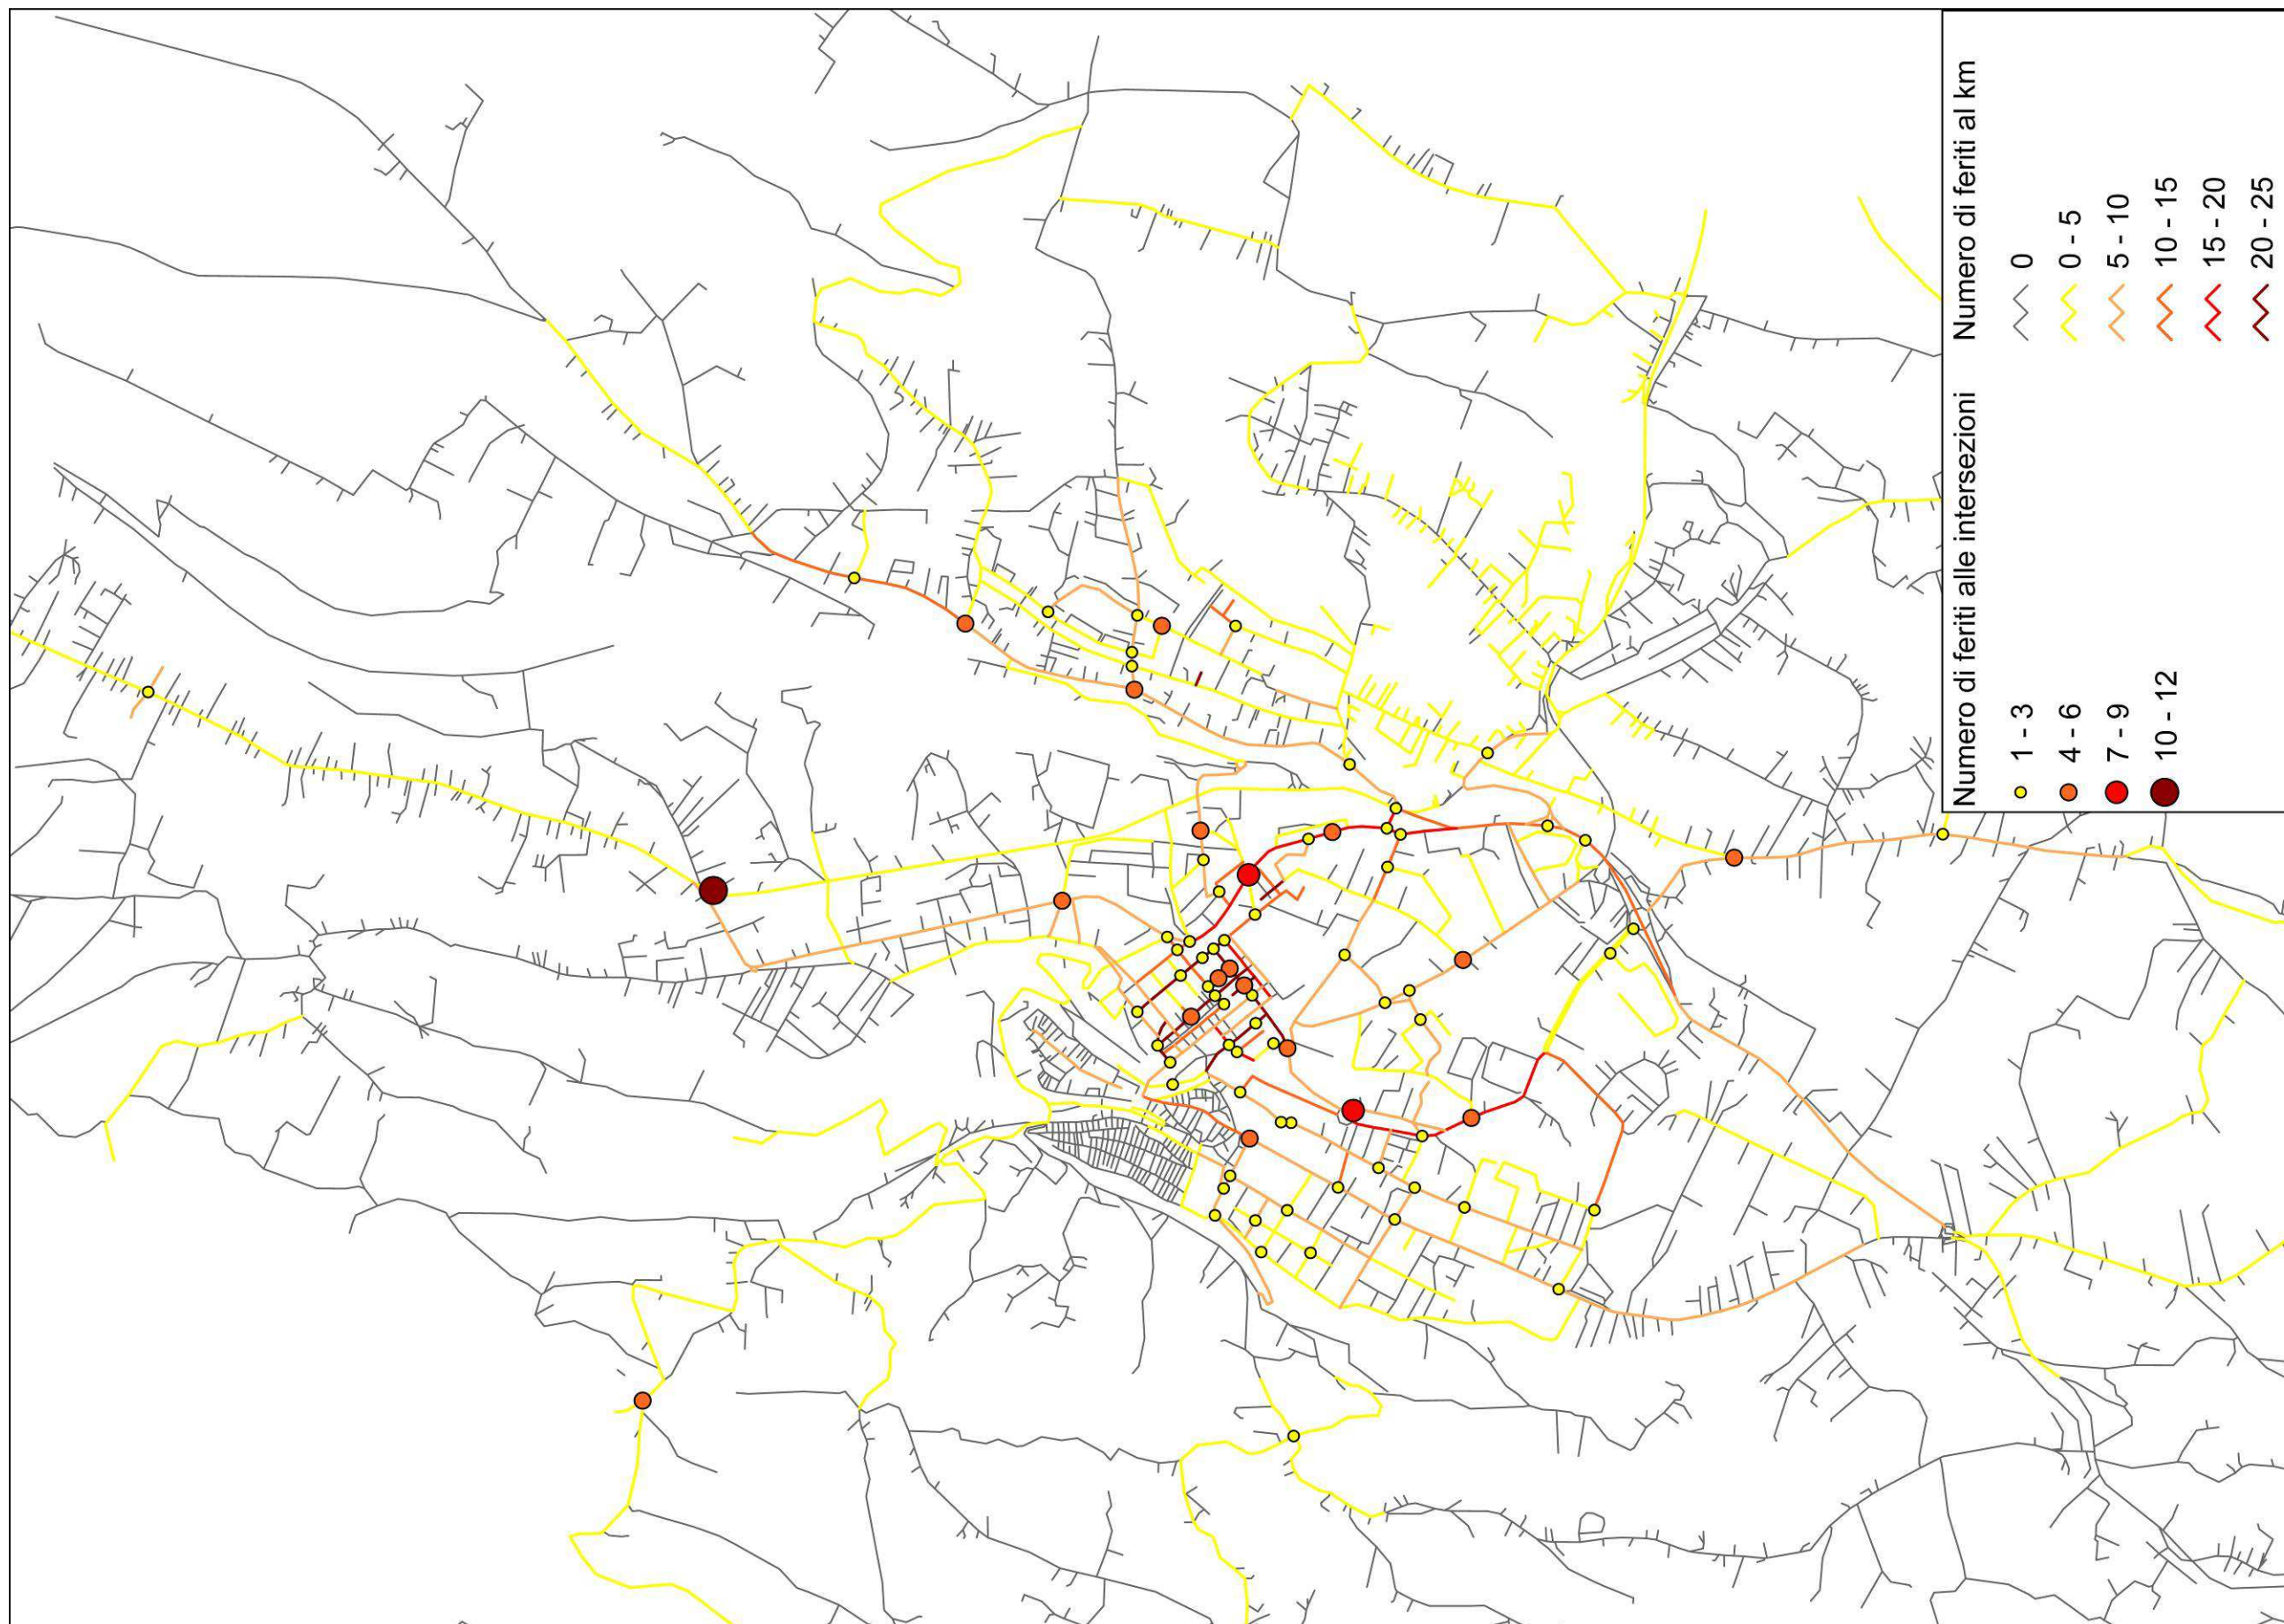 Numero di feriti alle intersezioni
1 - 3
4 - 6
7 - 9
10 - 12
Numero di feriti al km
0
0 - 5
5 - 10
10 - 15
15 - 20
20 - 25